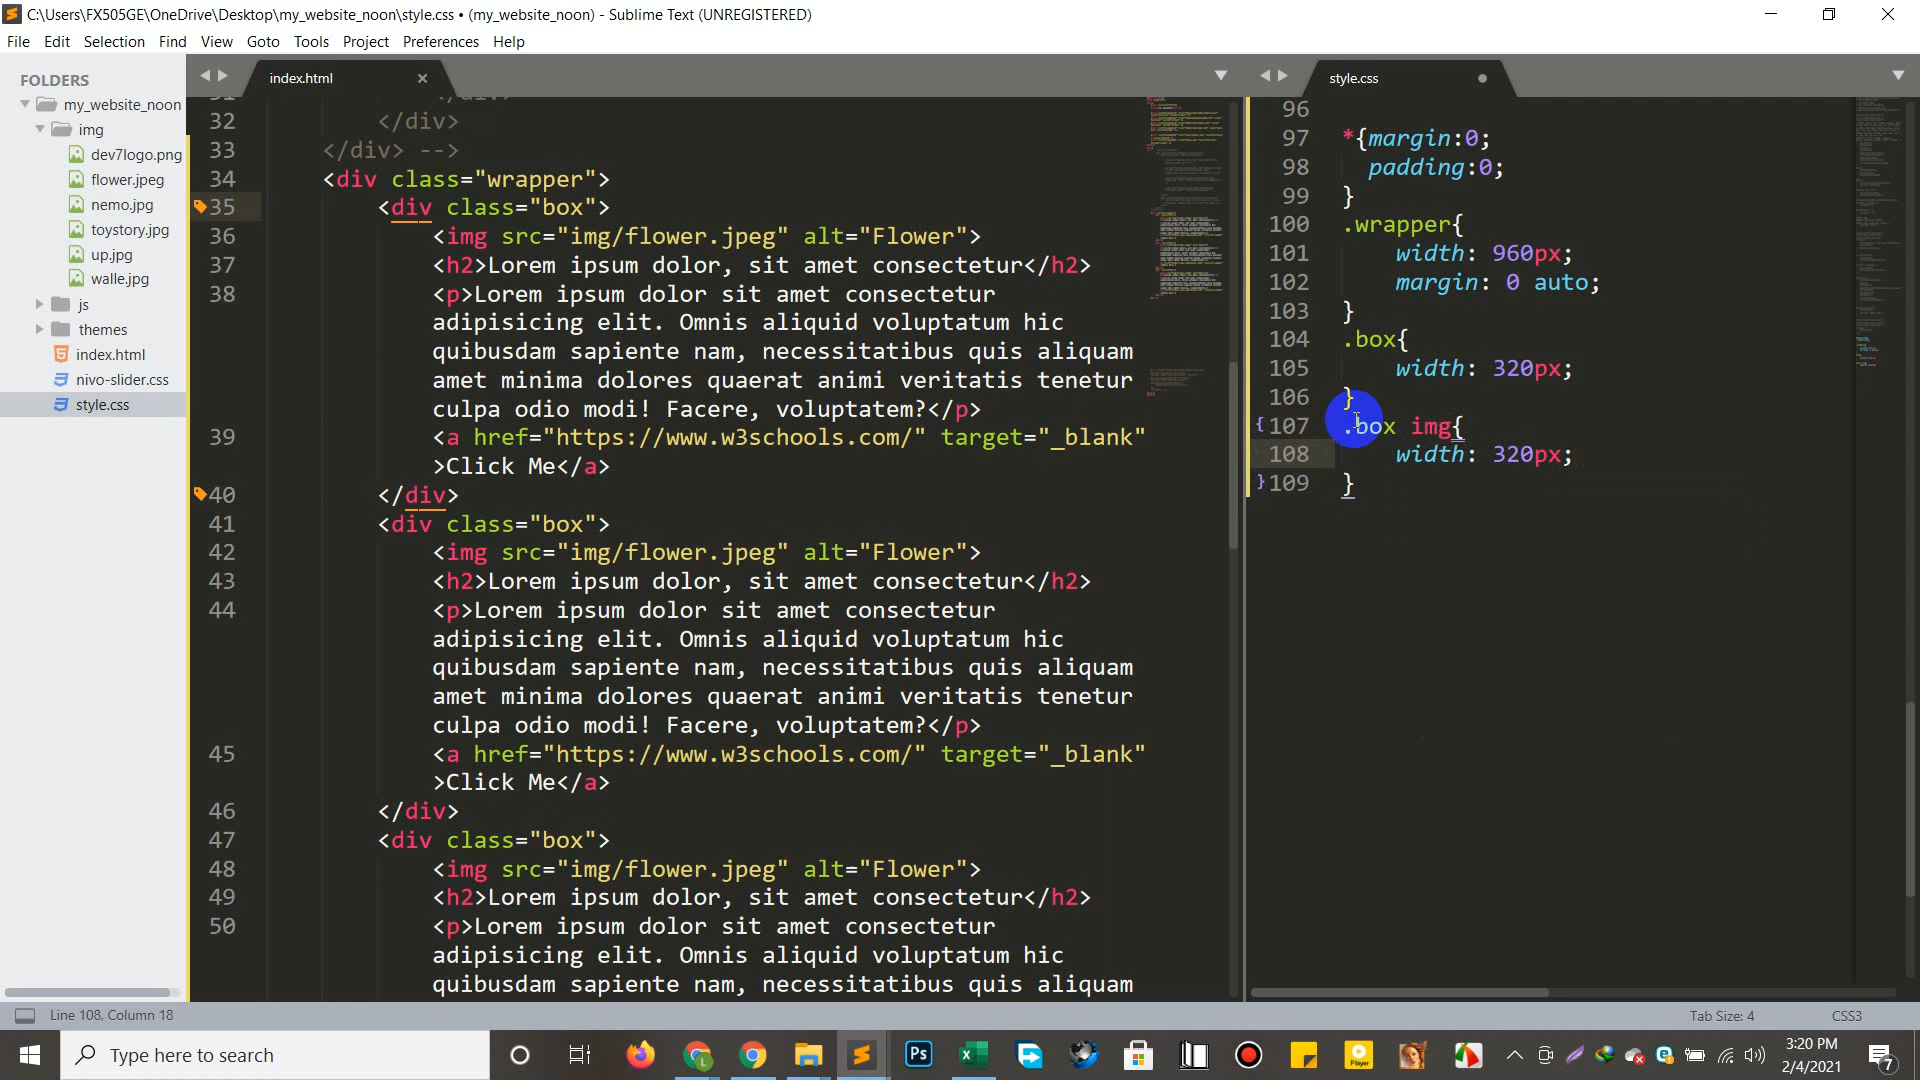 C:\Users\FX505GE\OneDrive\Desktop\my_website_noon\style.css • (my_website_noon) - Sublime Text (UNREGISTERED)
File Edit Selection Find View Goto Tools Project Preferences Help
FOLDERS
my_website_noon
img
dev7logo.png
flower.jpeg
nemo.jpg
toystory.jpg
up.jpg
walle.jpg
js
themes
index.html
nivo-slider.css
style.css
index.html
32 </div>
33 </div> -->
34 <div class="wrapper">
35 <div class="box">
36 <img src="img/flower.jpeg" alt="Flower">
37 <h2>Lorem ipsum dolor, sit amet consectetur</h2>
38 <p>Lorem ipsum dolor sit amet consectetur
adipisicing elit. Omnis aliquid voluptatum hic
quibusdam sapiente nam, necessitatibus quis aliquam
amet minima dolores quaerat animi veritatis tenetur
culpa odio modi! Facere, voluptatem?</p>
39 <a href="https://www.w3schools.com/" target="_blank"
>Click Me</a>
40 </div>
41 <div class="box">
42 <img src="img/flower.jpeg" alt="Flower">
43 <h2>Lorem ipsum dolor, sit amet consectetur</h2>
44 <p>Lorem ipsum dolor sit amet consectetur
adipisicing elit. Omnis aliquid voluptatum hic
quibusdam sapiente nam, necessitatibus quis aliquam
amet minima dolores quaerat animi veritatis tenetur
culpa odio modi! Facere, voluptatem?</p>
45 <a href="https://www.w3schools.com/" target="_blank"
>Click Me</a>
46 </div>
47 <div class="box">
48 <img src="img/flower.jpeg" alt="Flower">
49 <h2>Lorem ipsum dolor, sit amet consectetur</h2>
50 <p>Lorem ipsum dolor sit amet consectetur
adipisicing elit. Omnis aliquid voluptatum hic
quibusdam sapiente nam, necessitatibus quis aliquam
style.css
96
97 *{margin:0;
98 padding:0;
99 }
100 .wrapper{
101 width: 960px;
102 margin: 0 auto;
103 }
104 .box{
105 width: 320px;
106 }
107 .box img{
108 width: 320px;
109 }
Line 108, Column 18
Tab Size: 4
CSS3
Type here to search
3:20 PM
2/4/2021
7